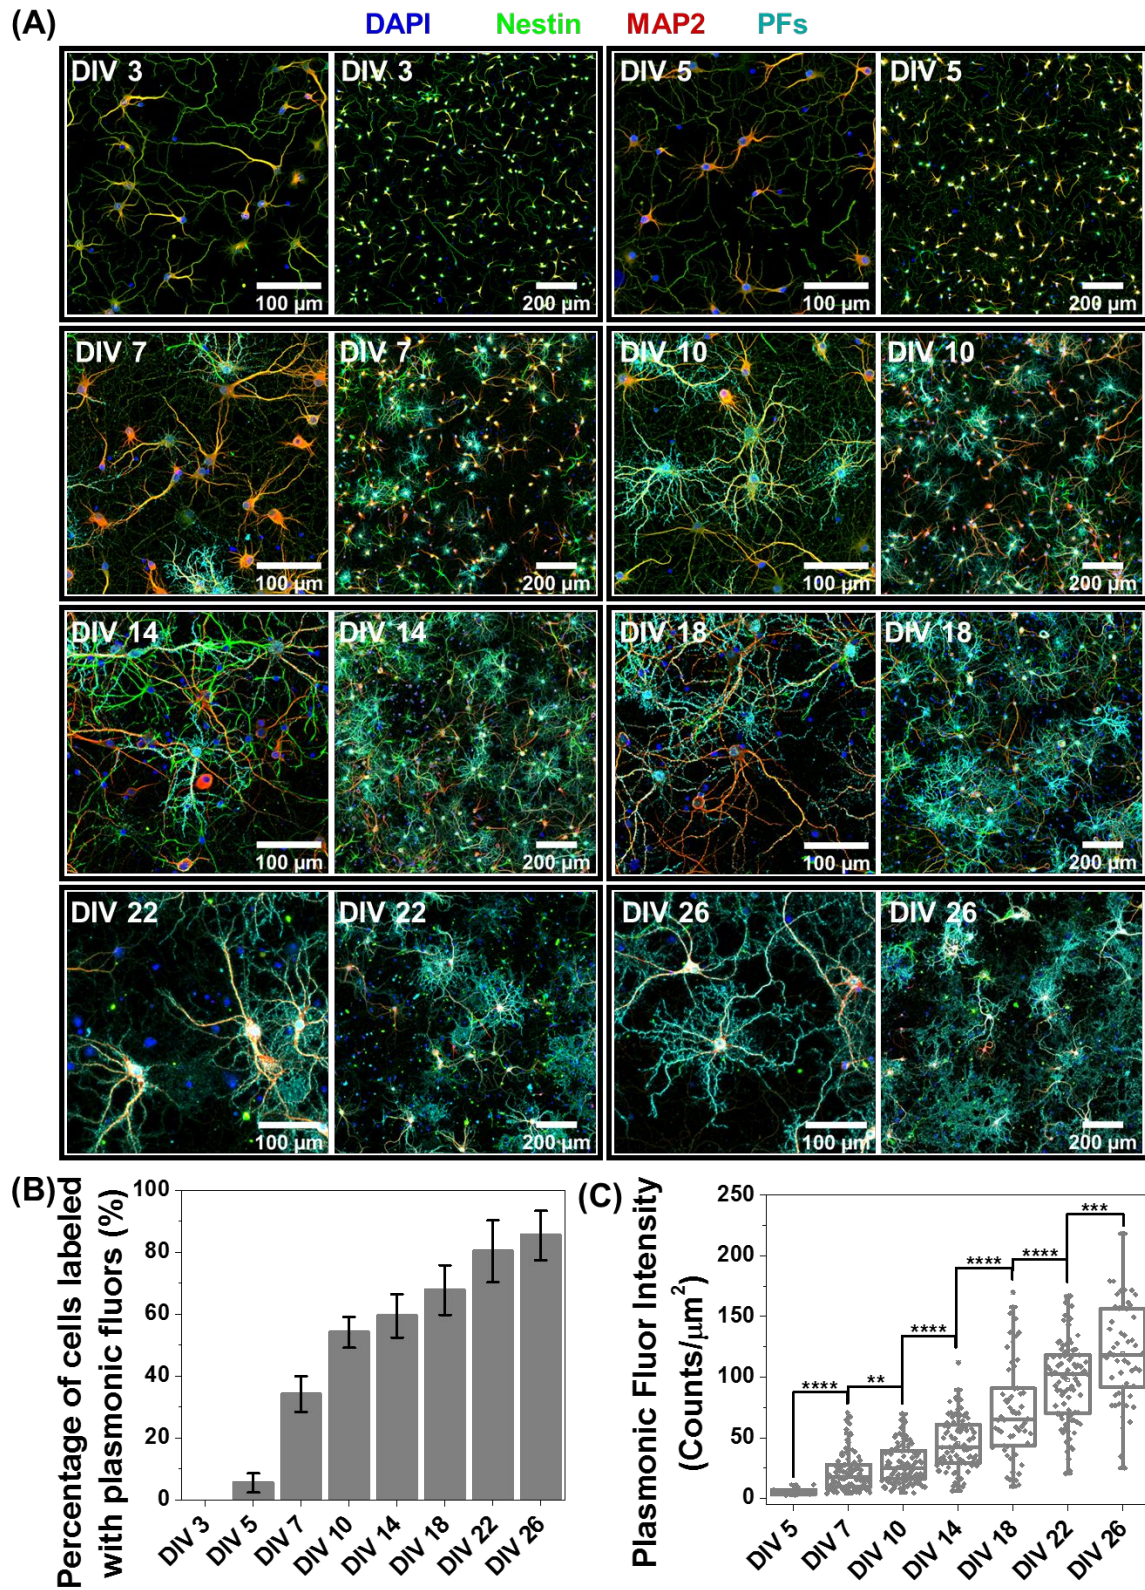 (A)
DAPI Nestin MAP2 PFs
DIV 3 DIV 3 DIV 5 DIV 5
100 µm 200 µm 100 µm 200 µm
DIV 7 DIV 7 DIV 10 DIV 10
100 µm 200 µm 100 µm 200 µm
DIV 14 DIV 14 DIV 18 DIV 18
100 µm 200 µm 100 µm 200 µm
DIV 22 DIV 22 DIV 26 DIV 26
100 µm 200 µm 100 µm 200 µm
(B)
Percentage of cells labeled
with plasmonic fluors (%)
100
80
60
40
20
0
DIV 3 DIV 5 DIV 7 DIV 10 DIV 14 DIV 18 DIV 22 DIV 26
(C)
Plasmonic Fluor Intensity
(Counts/µm²)
250
200
150
100
50
0
**** ** **** **** **** ***
DIV 5 DIV 7 DIV 10 DIV 14 DIV 18 DIV 22 DIV 26